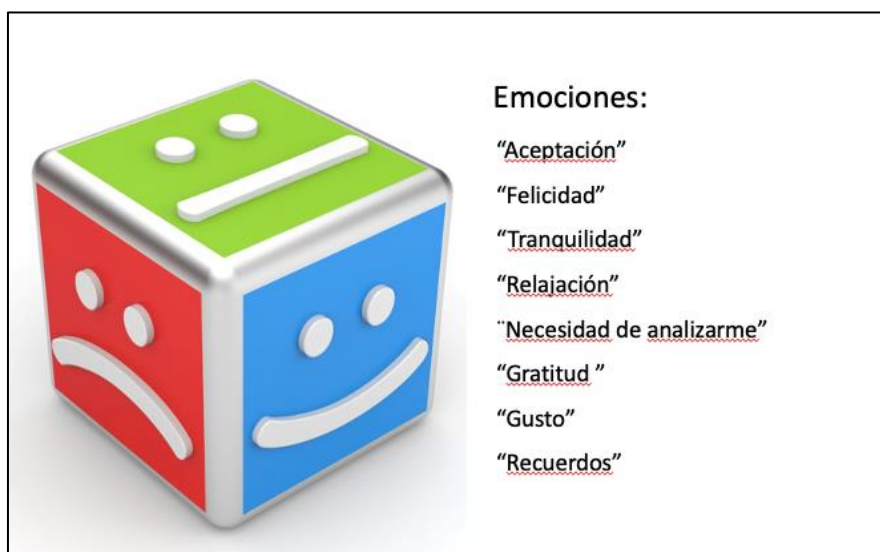 Emociones:
“Aceptación”
“Felicidad”
“Tranquilidad”
“Relajación”
¨Necesidad de analizarme”
“Gratitud ”
“Gusto”
“Recuerdos”